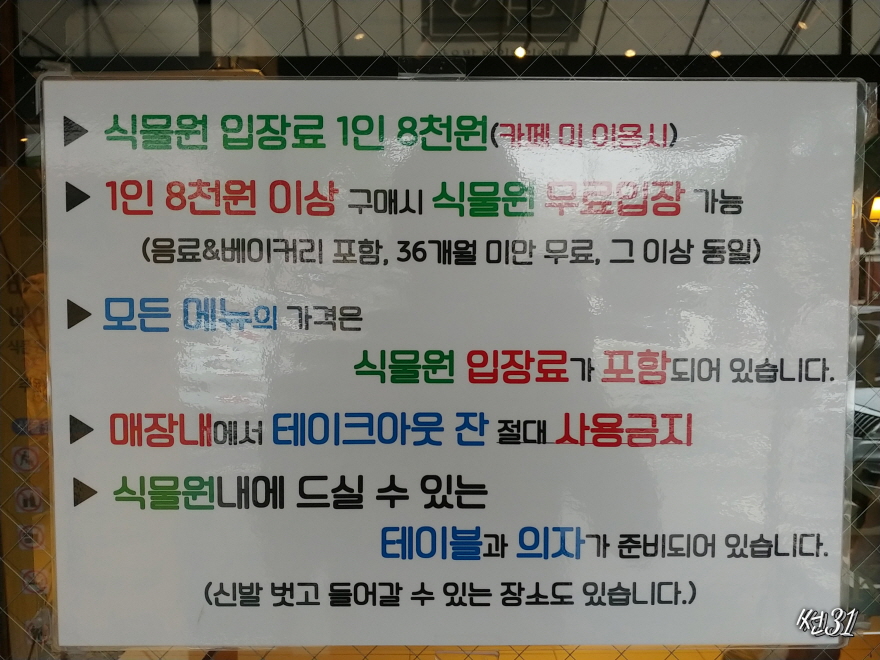 ▶ 식물원 입장료 1인 8천원(카페 미 이용시)
▶ 1인 8천원 이상 구매시 식물원 무료입장 가능
(음료&베이커리 포함, 36개월 미만 무료, 그 이상 동일)
▶ 모든 메뉴의 가격은
식물원 입장료가 포함되어 있습니다.
▶ 매장내에서 테이크아웃 잔 절대 사용금지
▶ 식물원내에 드실 수 있는
테이블과 의자가 준비되어 있습니다.
(신발 벗고 들어갈 수 있는 장소도 있습니다.)
썬31